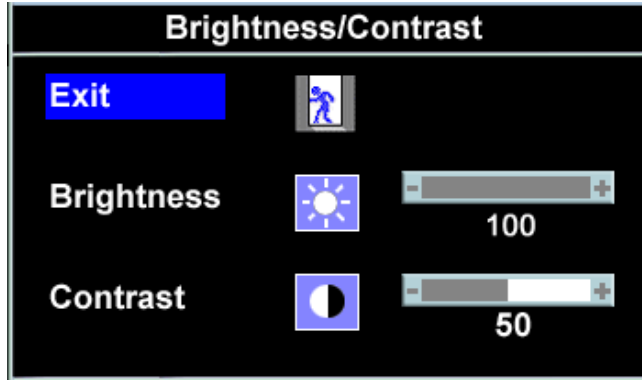 Brightness/Contrast
Exit
Brightness
- +
100
Contrast
- +
50